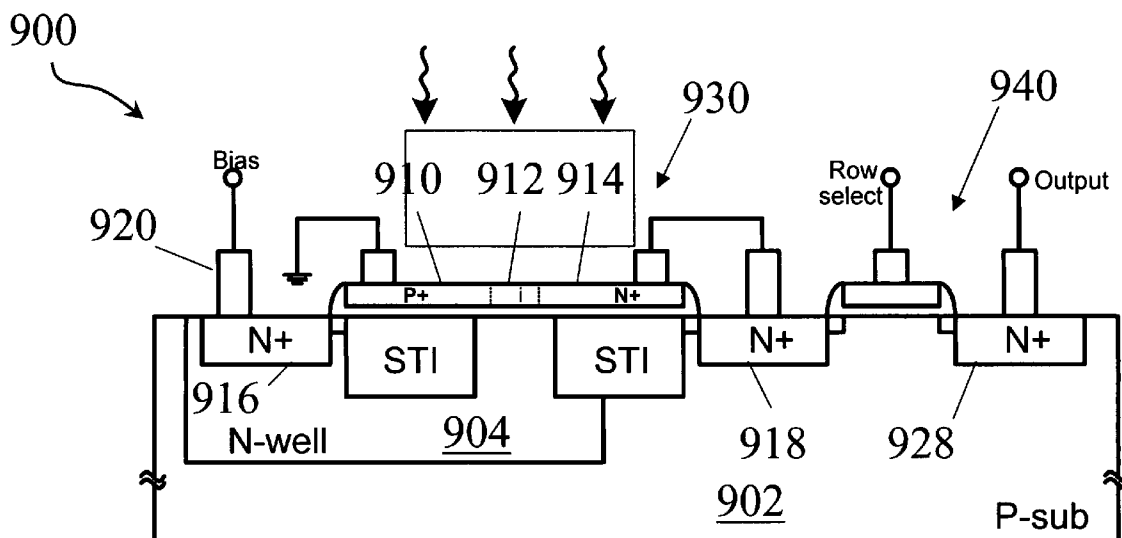 900
930
940
Bias
910 912 914
Row
select
Output
920
P+ i N+
N+ STI STI N+ N+
916
N-well 904 918 928
902
P-sub